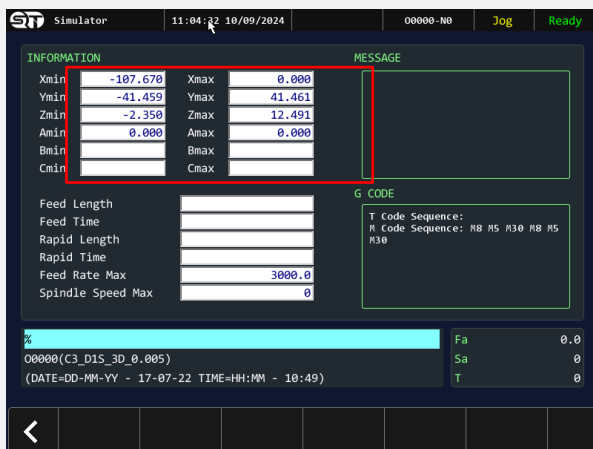 Simulator 11:04:32 10/09/2024 O0000-N0 Jog Ready
INFORMATION
Xmin -107.670 Xmax 0.000
Ymin -41.459 Ymax 41.461
Zmin -2.350 Zmax 12.491
Amin 0.000 Amax 0.000
Bmin Bmax
Cmin Cmax
Feed Length
Feed Time
Rapid Length
Rapid Time
Feed Rate Max 3000.0
Spindle Speed Max 0
MESSAGE
G CODE
T Code Sequence:
M Code Sequence: M8 M5 M30 M8 M5
M30
%
O0000(C3_D1S_3D_0.005)
(DATE=DD-MM-YY - 17-07-22 TIME=HH:MM - 10:49)
Fa 0.0
Sa 0
T 0